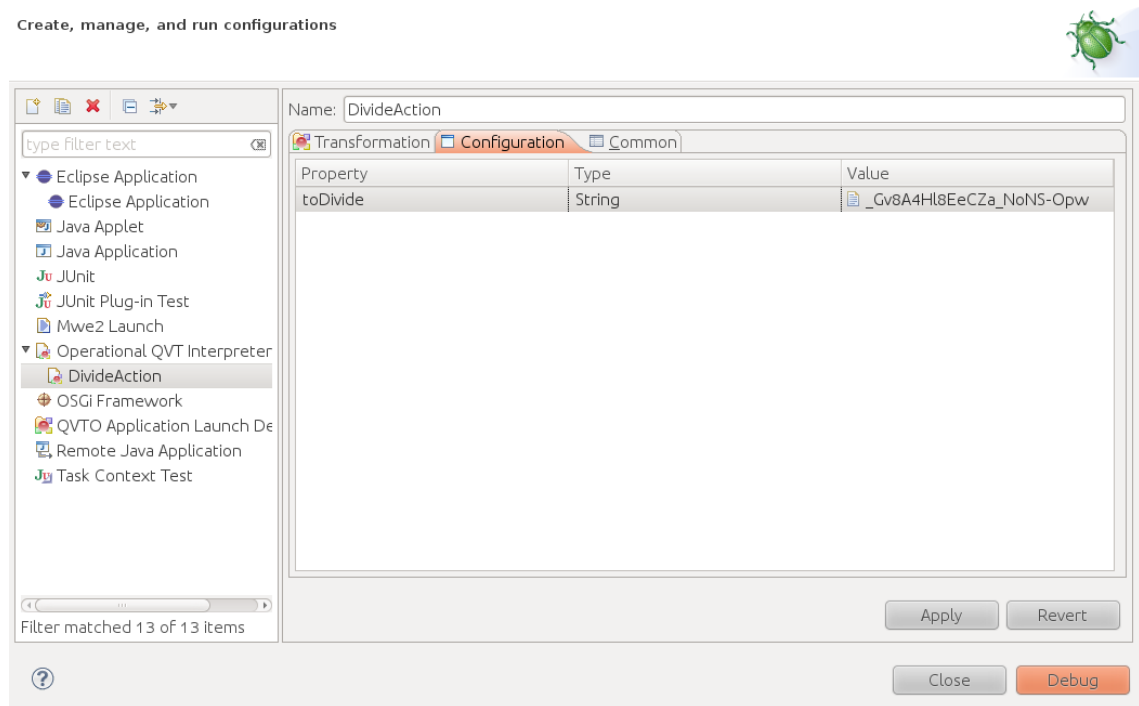 Create, manage, and run configurations
Name: DivideAction
type filter text
Transformation Configuration Common
Property Type Value
toDivide String _Gv8A4Hl8EeCZa_NoNS-Opw
Eclipse Application
Eclipse Application
Java Applet
Java Application
Ju JUnit
JUnit Plug-in Test
Mwe2 Launch
Operational QVT Interpreter
DivideAction
OSGi Framework
QVTO Application Launch De
Remote Java Application
Task Context Test
Filter matched 13 of 13 items
Apply Revert
Close Debug